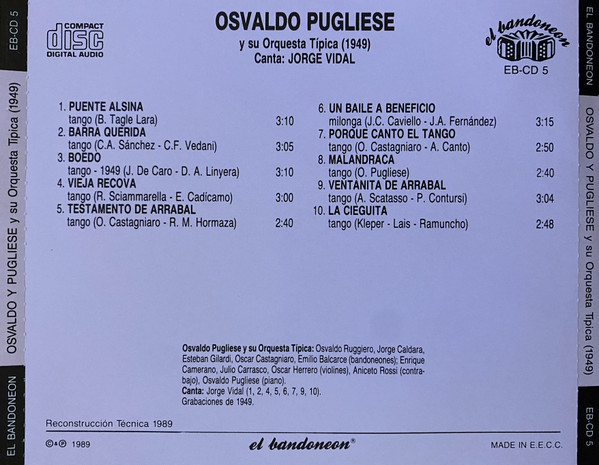 COMPACT
disc
DIGITAL AUDIO
OSVALDO PUGLIESE
y su Orquesta Típica (1949)
Canta: JORGE VIDAL
el bandoneon
EB-CD 5
1. PUENTE ALSINA
tango (B. Tagle Lara) 3:10
2. BARRA QUERIDA
tango (C.A. Sánchez - C.F. Vedani) 3:05
3. BOEDO
tango - 1949 (J. De Caro - D. A. Linyera) 3:10
4. VIEJA RECOVA
tango (R. Sciammarella - E. Cadícamo) 3:00
5. TESTAMENTO DE ARRABAL
tango (O. Castagniaro - R. M. Hormaza) 2:40
6. UN BAILE A BENEFICIO
milonga (J.C. Caviello - J.A. Fernández) 3:15
7. PORQUE CANTO EL TANGO
tango (O. Castagniaro - A. Canto) 2:50
8. MALANDRACA
tango (O. Pugliese) 2:40
9. VENTANITA DE ARRABAL
tango (A. Scatasso - P. Contursi) 3:04
10. LA CIEGUITA
tango (Kleper - Lais - Ramuncho) 2:48
Osvaldo Pugliese y su Orquesta Típica: Osvaldo Ruggiero, Jorge Caldara,
Esteban Gilardi, Oscar Castagniaro, Emilio Balcarce (bandoneones); Enrique
Camerano, Julio Carrasco, Oscar Herrero (violines), Aniceto Rossi (contra-
bajo), Osvaldo Pugliese (piano).
Canta: Jorge Vidal (1, 2, 4, 5, 6, 7, 9, 10).
Grabaciones de 1949.
Reconstrucción Técnica 1989
©&℗ 1989
el bandoneon®
MADE IN E.E.C.C.
EL BANDONEON OSVALDO Y PUGLIESE y su Orquesta Típica (1949) EB-CD 5
EL BANDONEON OSVALDO Y PUGLIESE y su Orquesta Típica (1949) EB-CD 5